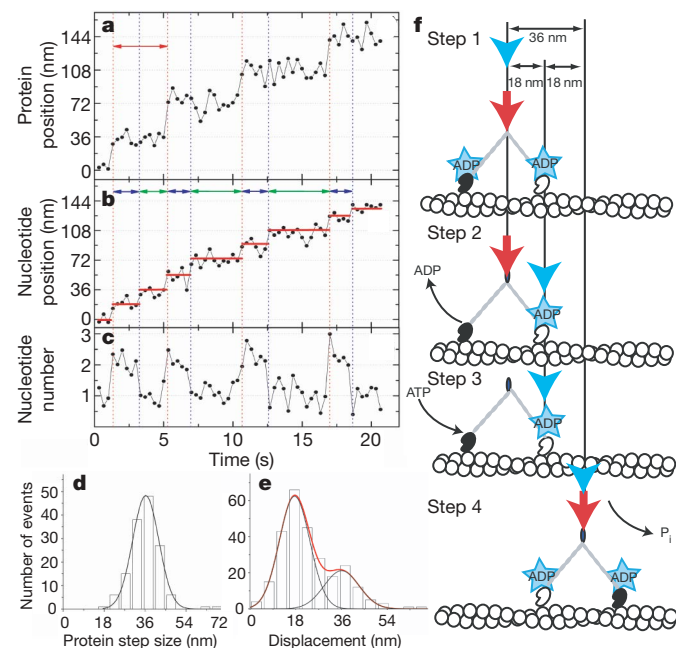 a
Protein
position (nm)
144
108
72
36
0
b
Nucleotide
position (nm)
144
108
72
36
0
c
Nucleotide
number
3
2
1
0
5
10
15
20
Time (s)
d
Number of events
50
40
30
20
10
0
0
18
36
54
72
Protein step size (nm)
e
60
40
20
0
0
18
36
54
Displacement (nm)
f
Step 1
36 nm
18 nm
18 nm
ADP
ADP
Step 2
ADP
ADP
Step 3
ATP
ADP
Step 4
Pi
ADP
ADP